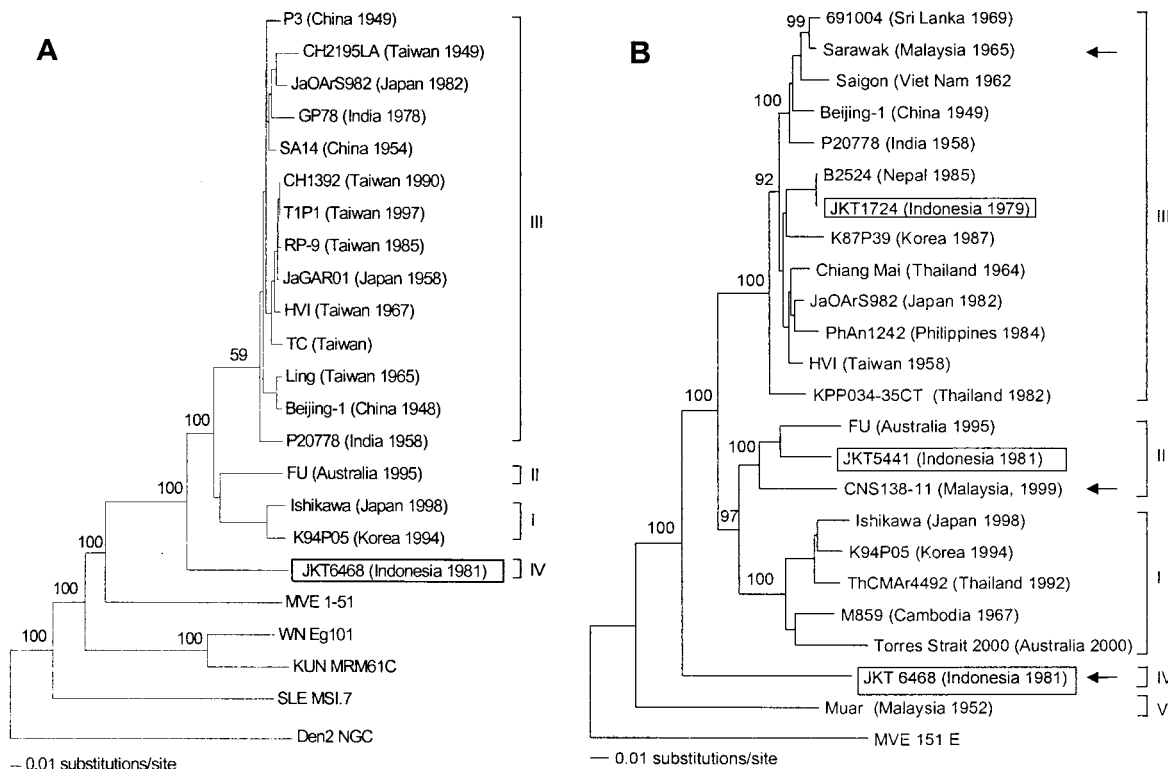 A
P3 (China 1949)
CH2195LA (Taiwan 1949)
JaOArS982 (Japan 1982)
GP78 (India 1978)
SA14 (China 1954)
CH1392 (Taiwan 1990)
T1P1 (Taiwan 1997)
RP-9 (Taiwan 1985)
JaGAR01 (Japan 1958)
HVI (Taiwan 1967)
TC (Taiwan)
Ling (Taiwan 1965)
Beijing-1 (China 1948)
P20778 (India 1958)
FU (Australia 1995)
Ishikawa (Japan 1998)
K94P05 (Korea 1994)
JKT6468 (Indonesia 1981)
MVE 1-51
WN Eg101
KUN MRM61C
SLE MSI.7
Den2 NGC
III
II
I
IV
59
100
100
100
100
100
0.01 substitutions/site
B
691004 (Sri Lanka 1969)
Sarawak (Malaysia 1965)
Saigon (Viet Nam 1962
Beijing-1 (China 1949)
P20778 (India 1958)
B2524 (Nepal 1985)
JKT1724 (Indonesia 1979)
K87P39 (Korea 1987)
Chiang Mai (Thailand 1964)
JaOArS982 (Japan 1982)
PhAn1242 (Philippines 1984)
HVI (Taiwan 1958)
KPP034-35CT (Thailand 1982)
FU (Australia 1995)
JKT5441 (Indonesia 1981)
CNS138-11 (Malaysia, 1999)
Ishikawa (Japan 1998)
K94P05 (Korea 1994)
ThCMAr4492 (Thailand 1992)
M859 (Cambodia 1967)
Torres Strait 2000 (Australia 2000)
JKT 6468 (Indonesia 1981)
Muar (Malaysia 1952)
MVE 151 E
III
II
I
IV
V
99
100
92
100
100
100
97
100
100
0.01 substitutions/site